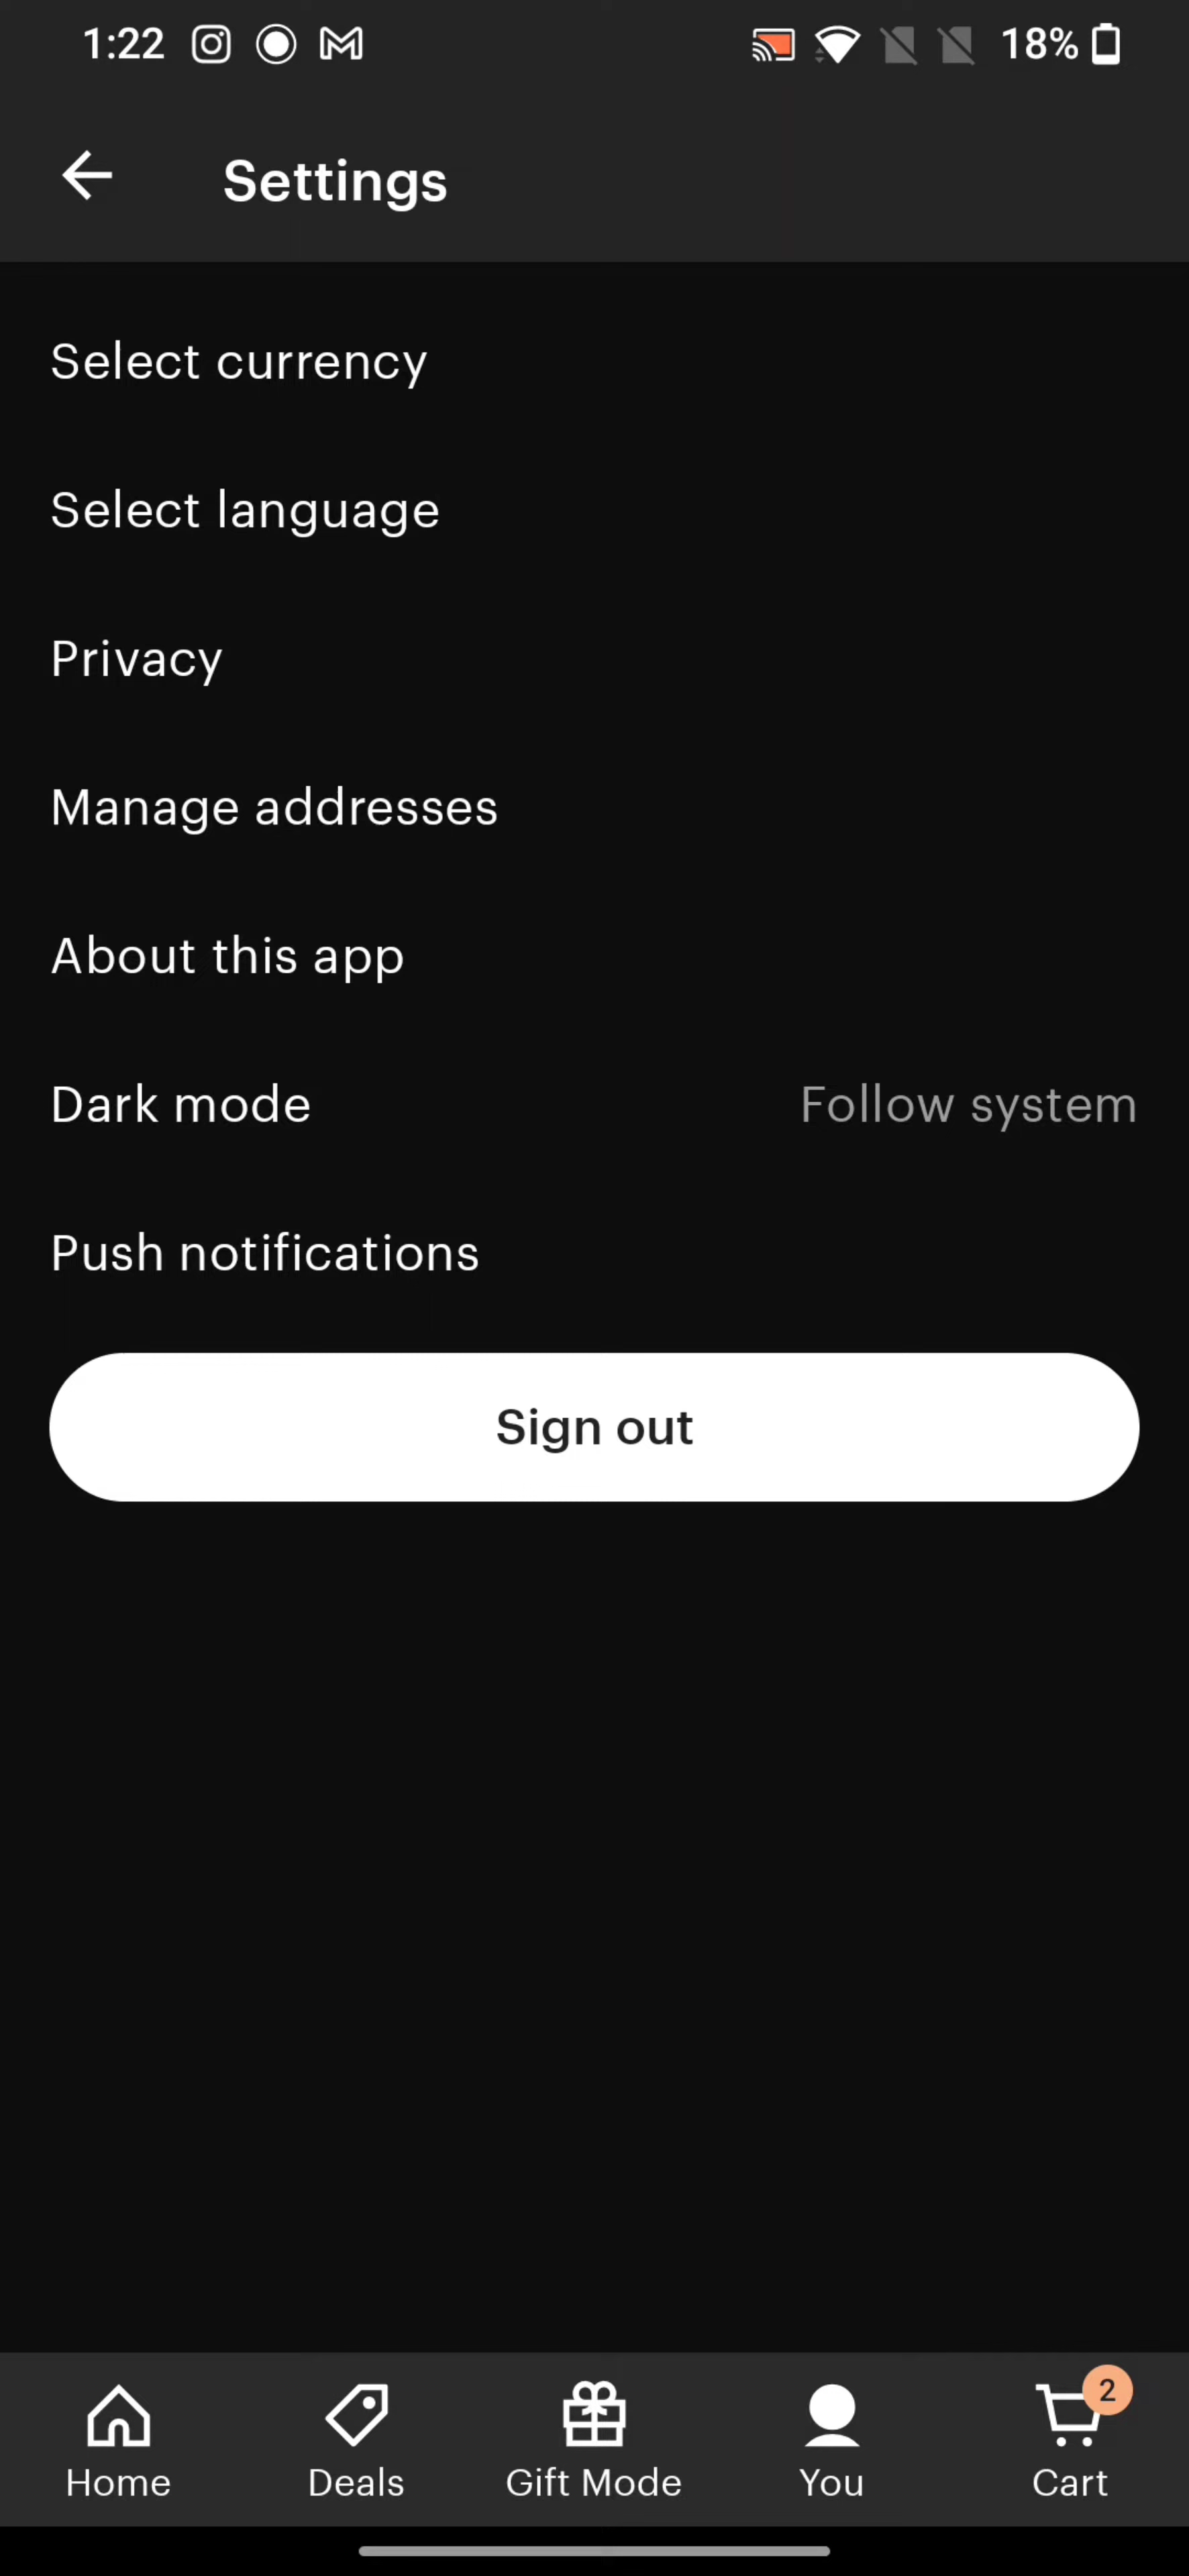 1:22
18%
Settings
Select currency
Select language
Privacy
Manage addresses
About this app
Dark mode Follow system
Push notifications
Sign out
2
Home Deals Gift Mode You Cart